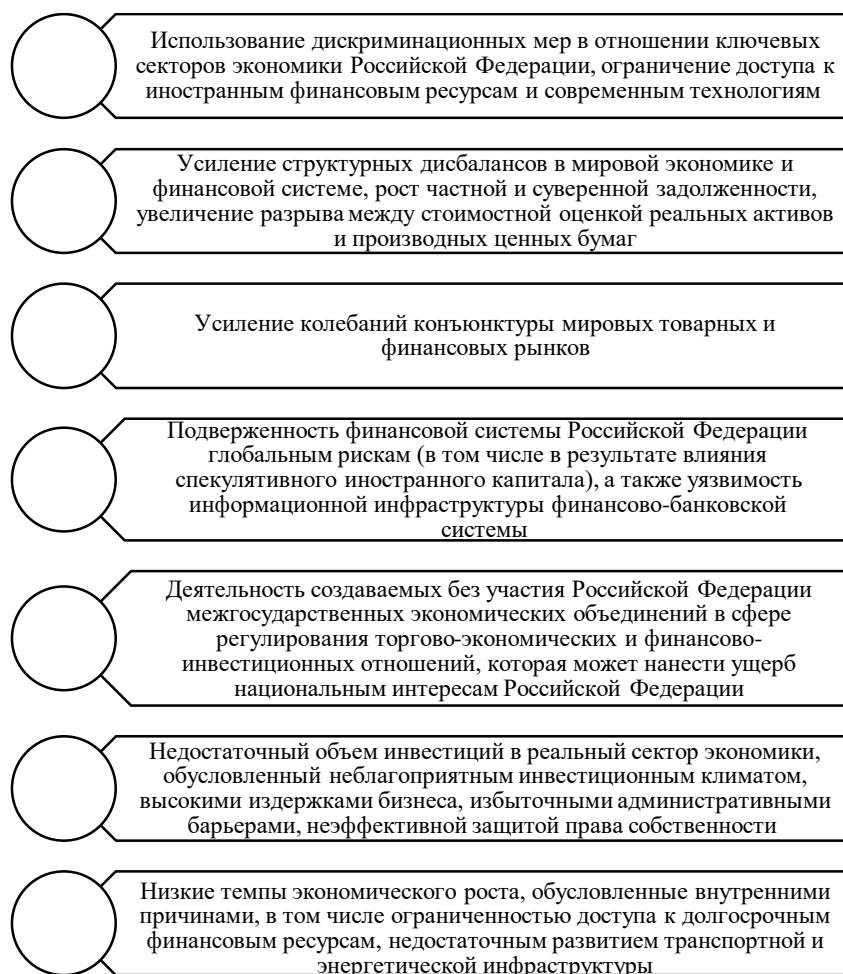 Использование дискриминационных мер в отношении ключевых
секторов экономики Российской Федерации, ограничение доступа к
иностранным финансовым ресурсам и современным технологиям
Усиление структурных дисбалансов в мировой экономике и
финансовой системе, рост частной и суверенной задолженности,
увеличение разрыва между стоимостной оценкой реальных активов
и производных ценных бумаг
Усиление колебаний конъюнктуры мировых товарных и
финансовых рынков
Подверженность финансовой системы Российской Федерации
глобальным рискам (в том числе в результате влияния
спекулятивного иностранного капитала), а также уязвимость
информационной инфраструктуры финансово-банковской
системы
Деятельность создаваемых без участия Российской Федерации
межгосударственных экономических объединений в сфере
регулирования торгово-экономических и финансово-
инвестиционных отношений, которая может нанести ущерб
национальным интересам Российской Федерации
Недостаточный объем инвестиций в реальный сектор экономики,
обусловленный неблагоприятным инвестиционным климатом,
высокими издержками бизнеса, избыточными административными
барьерами, неэффективной защитой права собственности
Низкие темпы экономического роста, обусловленные внутренними
причинами, в том числе ограниченностью доступа к долгосрочным
финансовым ресурсам, недостаточным развитием транспортной и
энергетической инфраструктуры